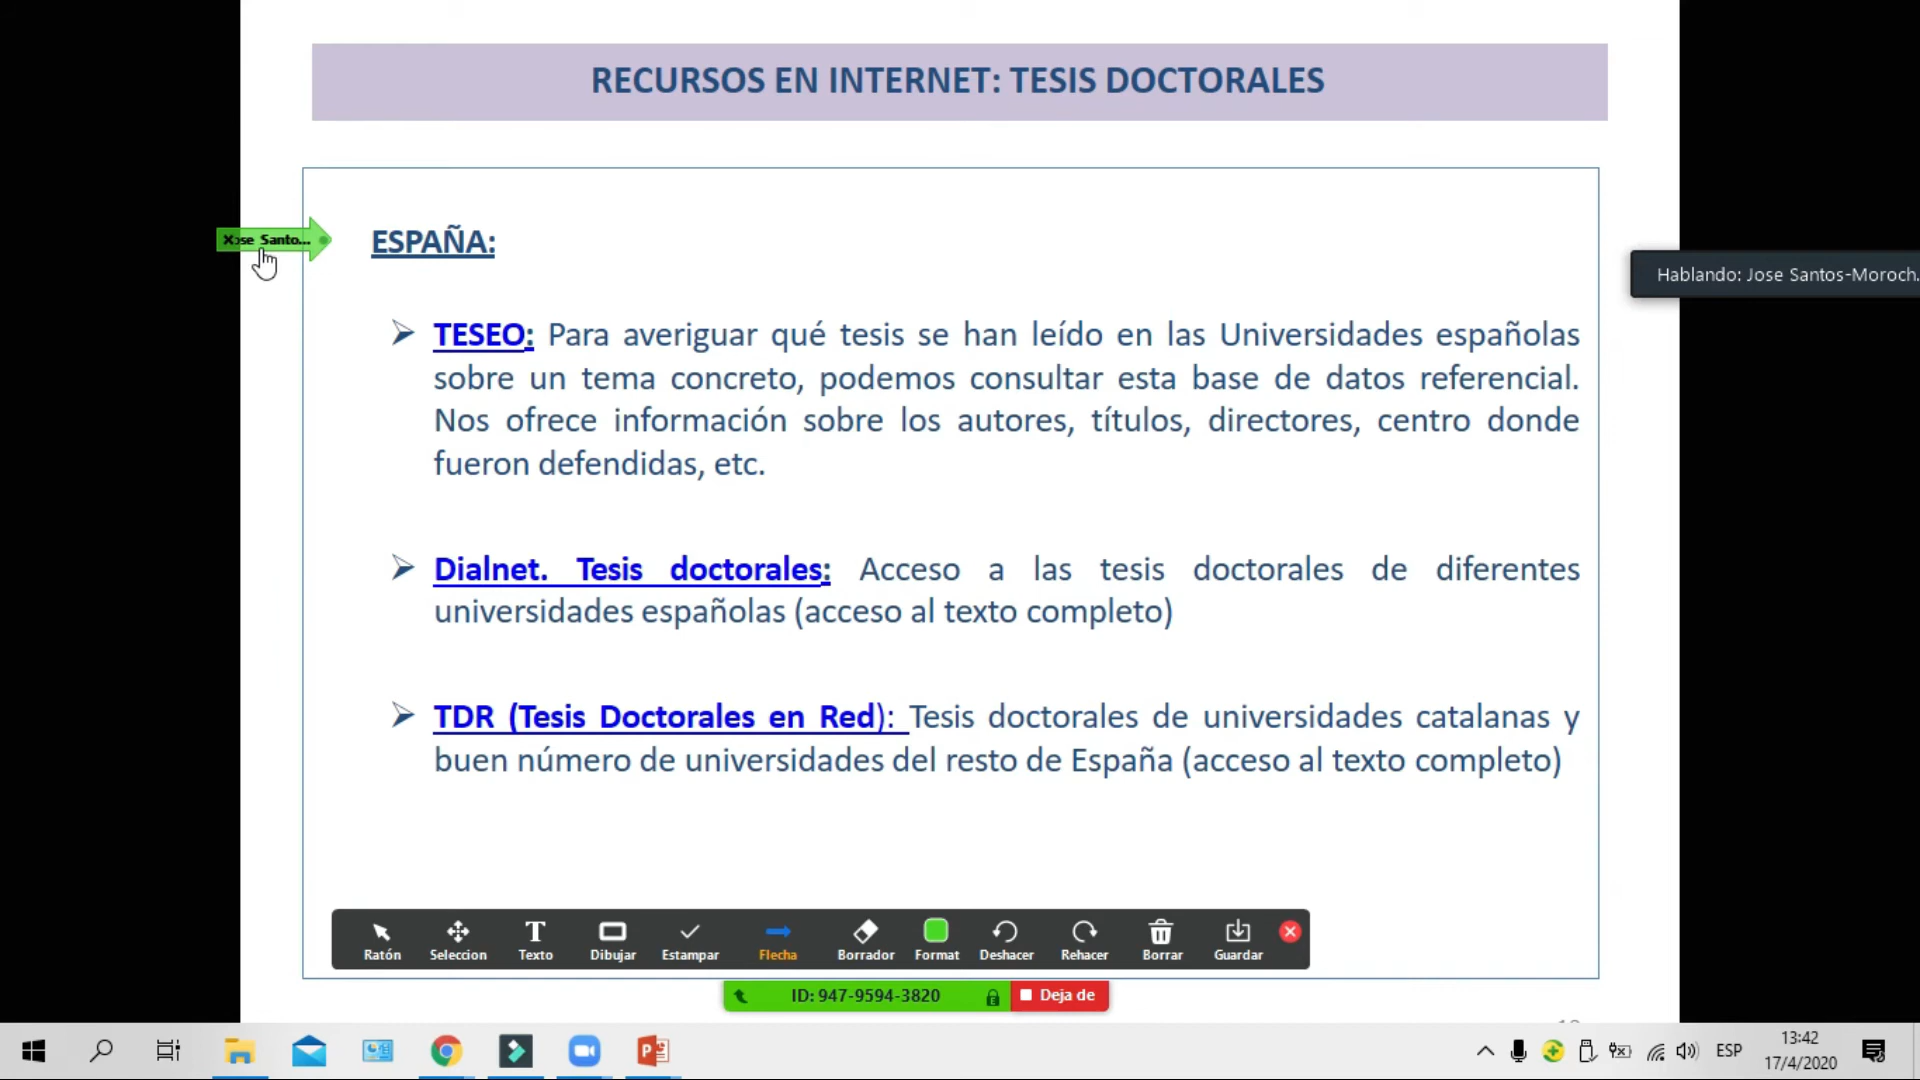 RECURSOS EN INTERNET: TESIS DOCTORALES
ose Santo...
ESPAÑA:
Hablando: Jose Santos-Moroch.
TESEO: Para averiguar qué tesis se han leído en las Universidades españolas
sobre un tema concreto, podemos consultar esta base de datos referencial.
Nos ofrece información sobre los autores, títulos, directores, centro donde
fueron defendidas, etc.
Dialnet. Tesis doctorales: Acceso a las tesis doctorales de diferentes
universidades españolas (acceso al texto completo)
TDR (Tesis Doctorales en Red): Tesis doctorales de universidades catalanas y
buen número de universidades del resto de España (acceso al texto completo)
Ratón Seleccion Texto Dibujar Estampar Flecha Borrador Format Deshacer Rehacer Borrar Guardar
ID: 947-9594-3820 Deja de
ESP
13:42
17/4/2020